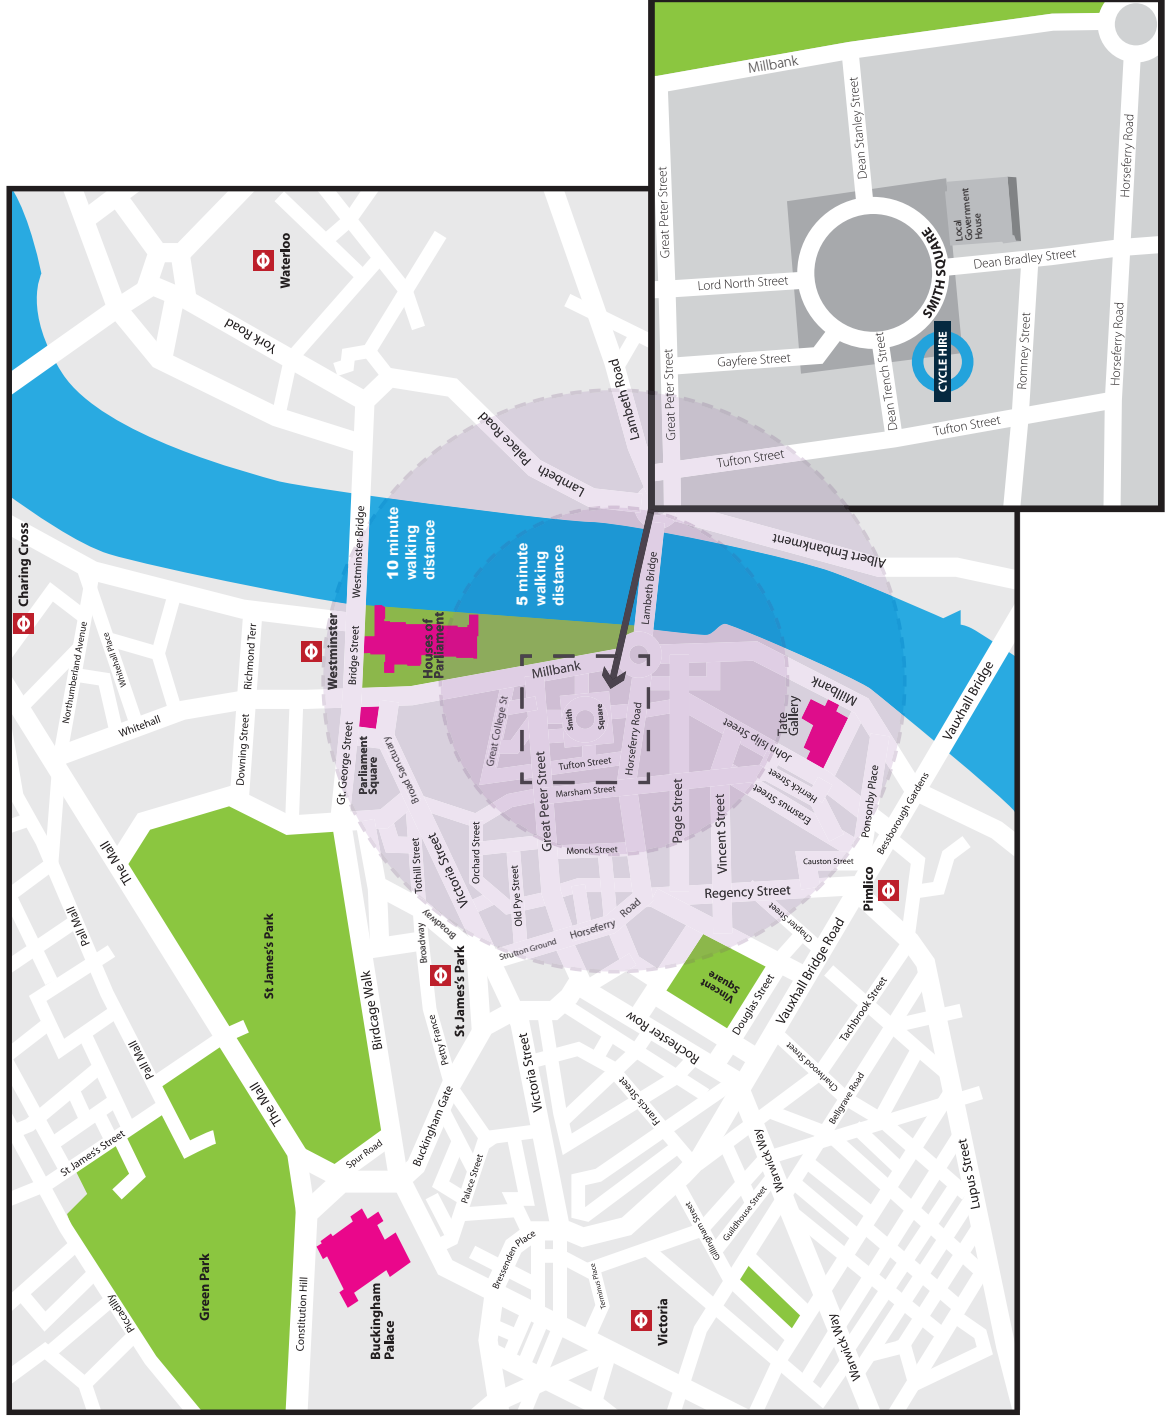 Millbank
Great Peter Street
Dean Stanley Street
Horseferry Road
Local
Government
House
SMITH SQUARE
Lord North Street
Dean Bradley Street
Gayfere Street
Great Peter Street
Dean Trench Street
CYCLE HIRE
Romney Street
Horseferry Road
Tufton Street
Tufton Street
Waterloo
York Road
Lambeth Road
Lambeth
Palace Road
Charing Cross
Westminster Bridge
10 minute
walking
distance
5 minute
walking
distance
Lambeth Bridge
Albert Embankment
Northumberland Avenue
Whitehall Place
Richmond Terr
Westminster
Bridge Street
Houses of
Parliament
Millbank
Millbank
Vauxhall Bridge
Whitehall
Downing Street
Gt. George Street
Parliament
Square
Broad Sanctuary
Great College St
Smith
Square
Horseferry Road
Tufton Street
Marsham Street
Great Peter Street
John Islip Street
Tate
Gallery
Herrick Street
Erasmus Street
Ponsonby Place
Bessborough Gardens
Page Street
Vincent Street
Monck Street
Causton Street
Pimlico
Regency Street
Chapter Street
Vauxhall Bridge Road
The Mall
Pall Mall
St James's Park
Tothill Street
Victoria Street
Orchard Street
Old Pye Street
Broadway
Broadway
Strutton Ground
Horseferry
Road
St James's Park
Birdcage Walk
Petty France
Vincent
Square
Douglas Street
Rochester Row
Tachbrook Street
Charlwood Street
Bellgrave Road
Pall Mall
The Mall
Victoria Street
Francis Street
St James's Street
Spur Road
Buckingham Gate
Palace Street
Warwick Way
Guildhouse Street
Gillingham Street
Lupus Street
Green Park
Piccadilly
Constitution Hill
Buckingham
Palace
Bressenden Place
Terminus Place
Victoria
Warwick Way